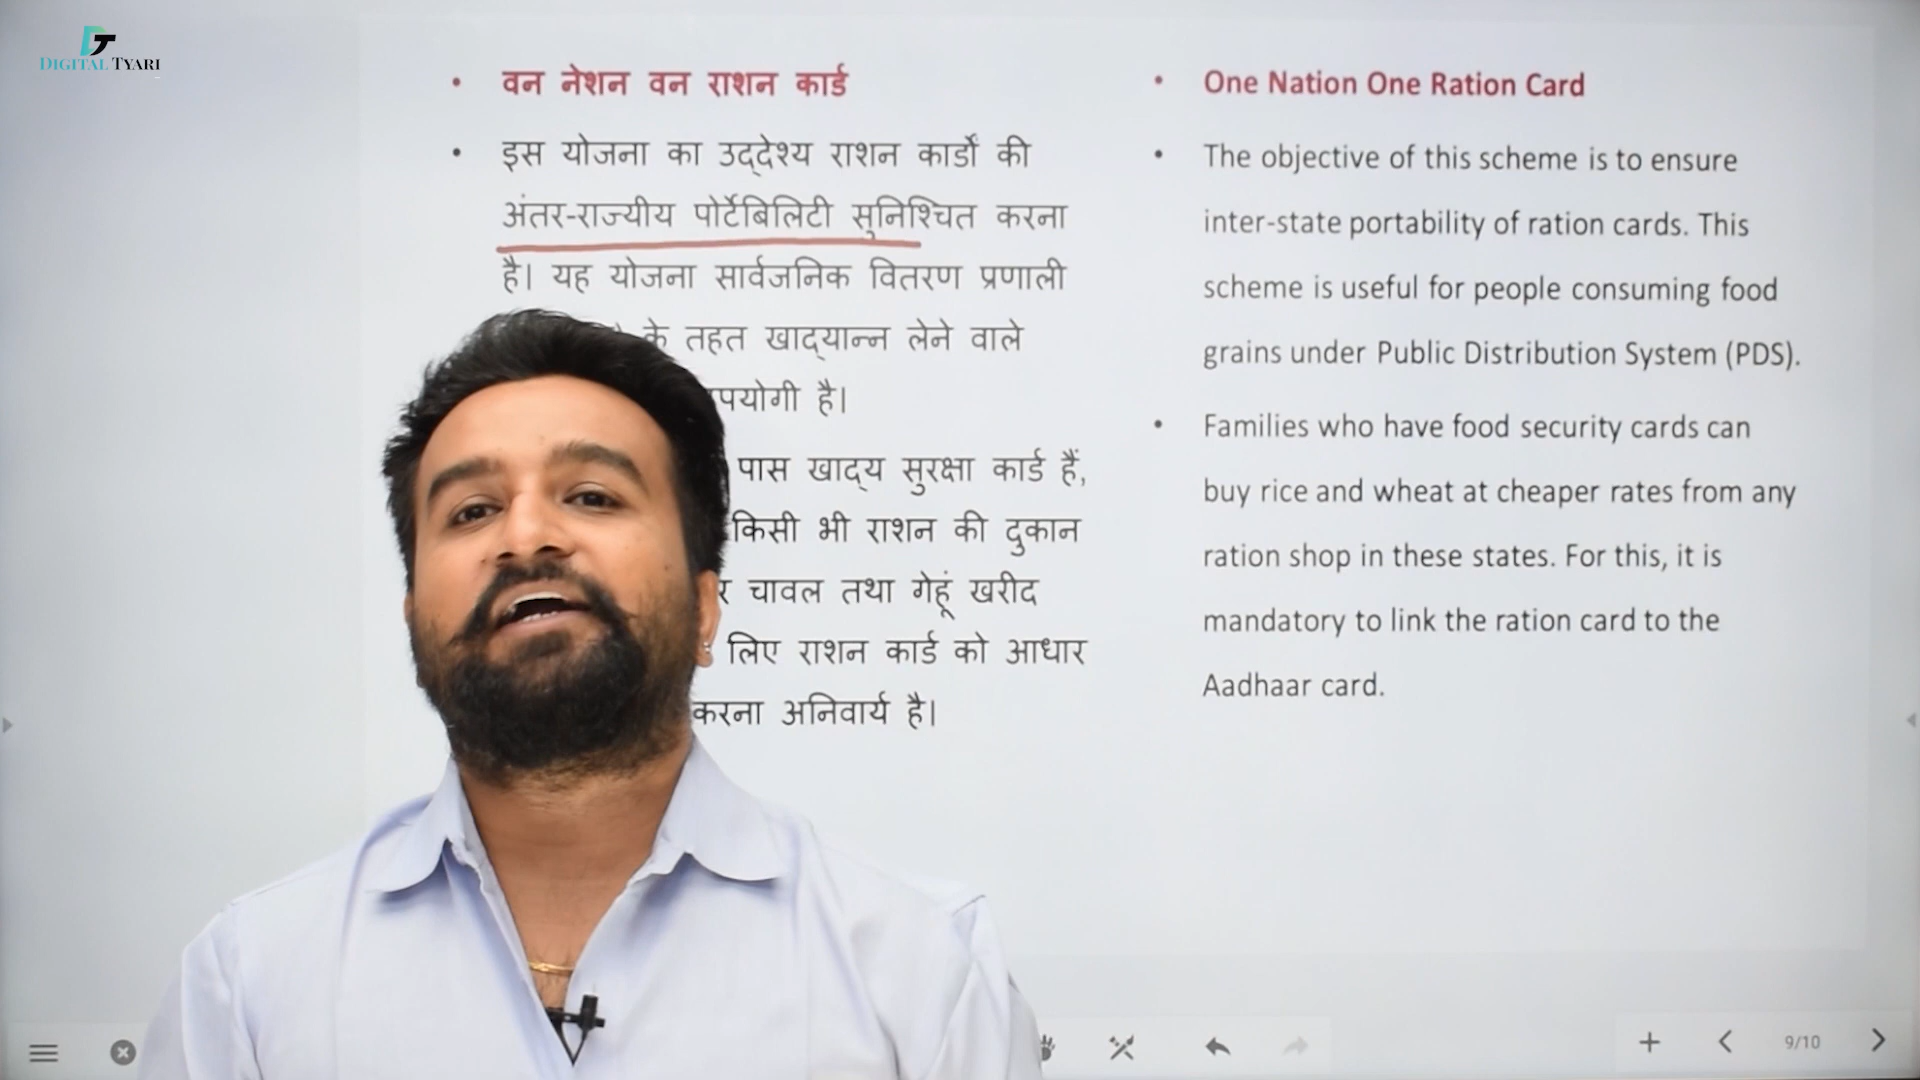 DIGITAL TYARI
• वन नेशन वन राशन कार्ड
• इस योजना का उद्देश्य राशन कार्डों की
अंतर-राज्यीय पोर्टेबिलिटी सुनिश्चित करना
है। यह योजना सार्वजनिक वितरण प्रणाली
के तहत खाद्यान्न लेने वाले
है।
पास खाद्य सुरक्षा कार्ड हैं,
किसी भी राशन की दुकान
चावल तथा गेहूं खरीद
लिए राशन कार्ड को आधार
करना अनिवार्य है।
• One Nation One Ration Card
• The objective of this scheme is to ensure
inter-state portability of ration cards. This
scheme is useful for people consuming food
grains under Public Distribution System (PDS).
• Families who have food security cards can
buy rice and wheat at cheaper rates from any
ration shop in these states. For this, it is
mandatory to link the ration card to the
Aadhaar card.
9/10